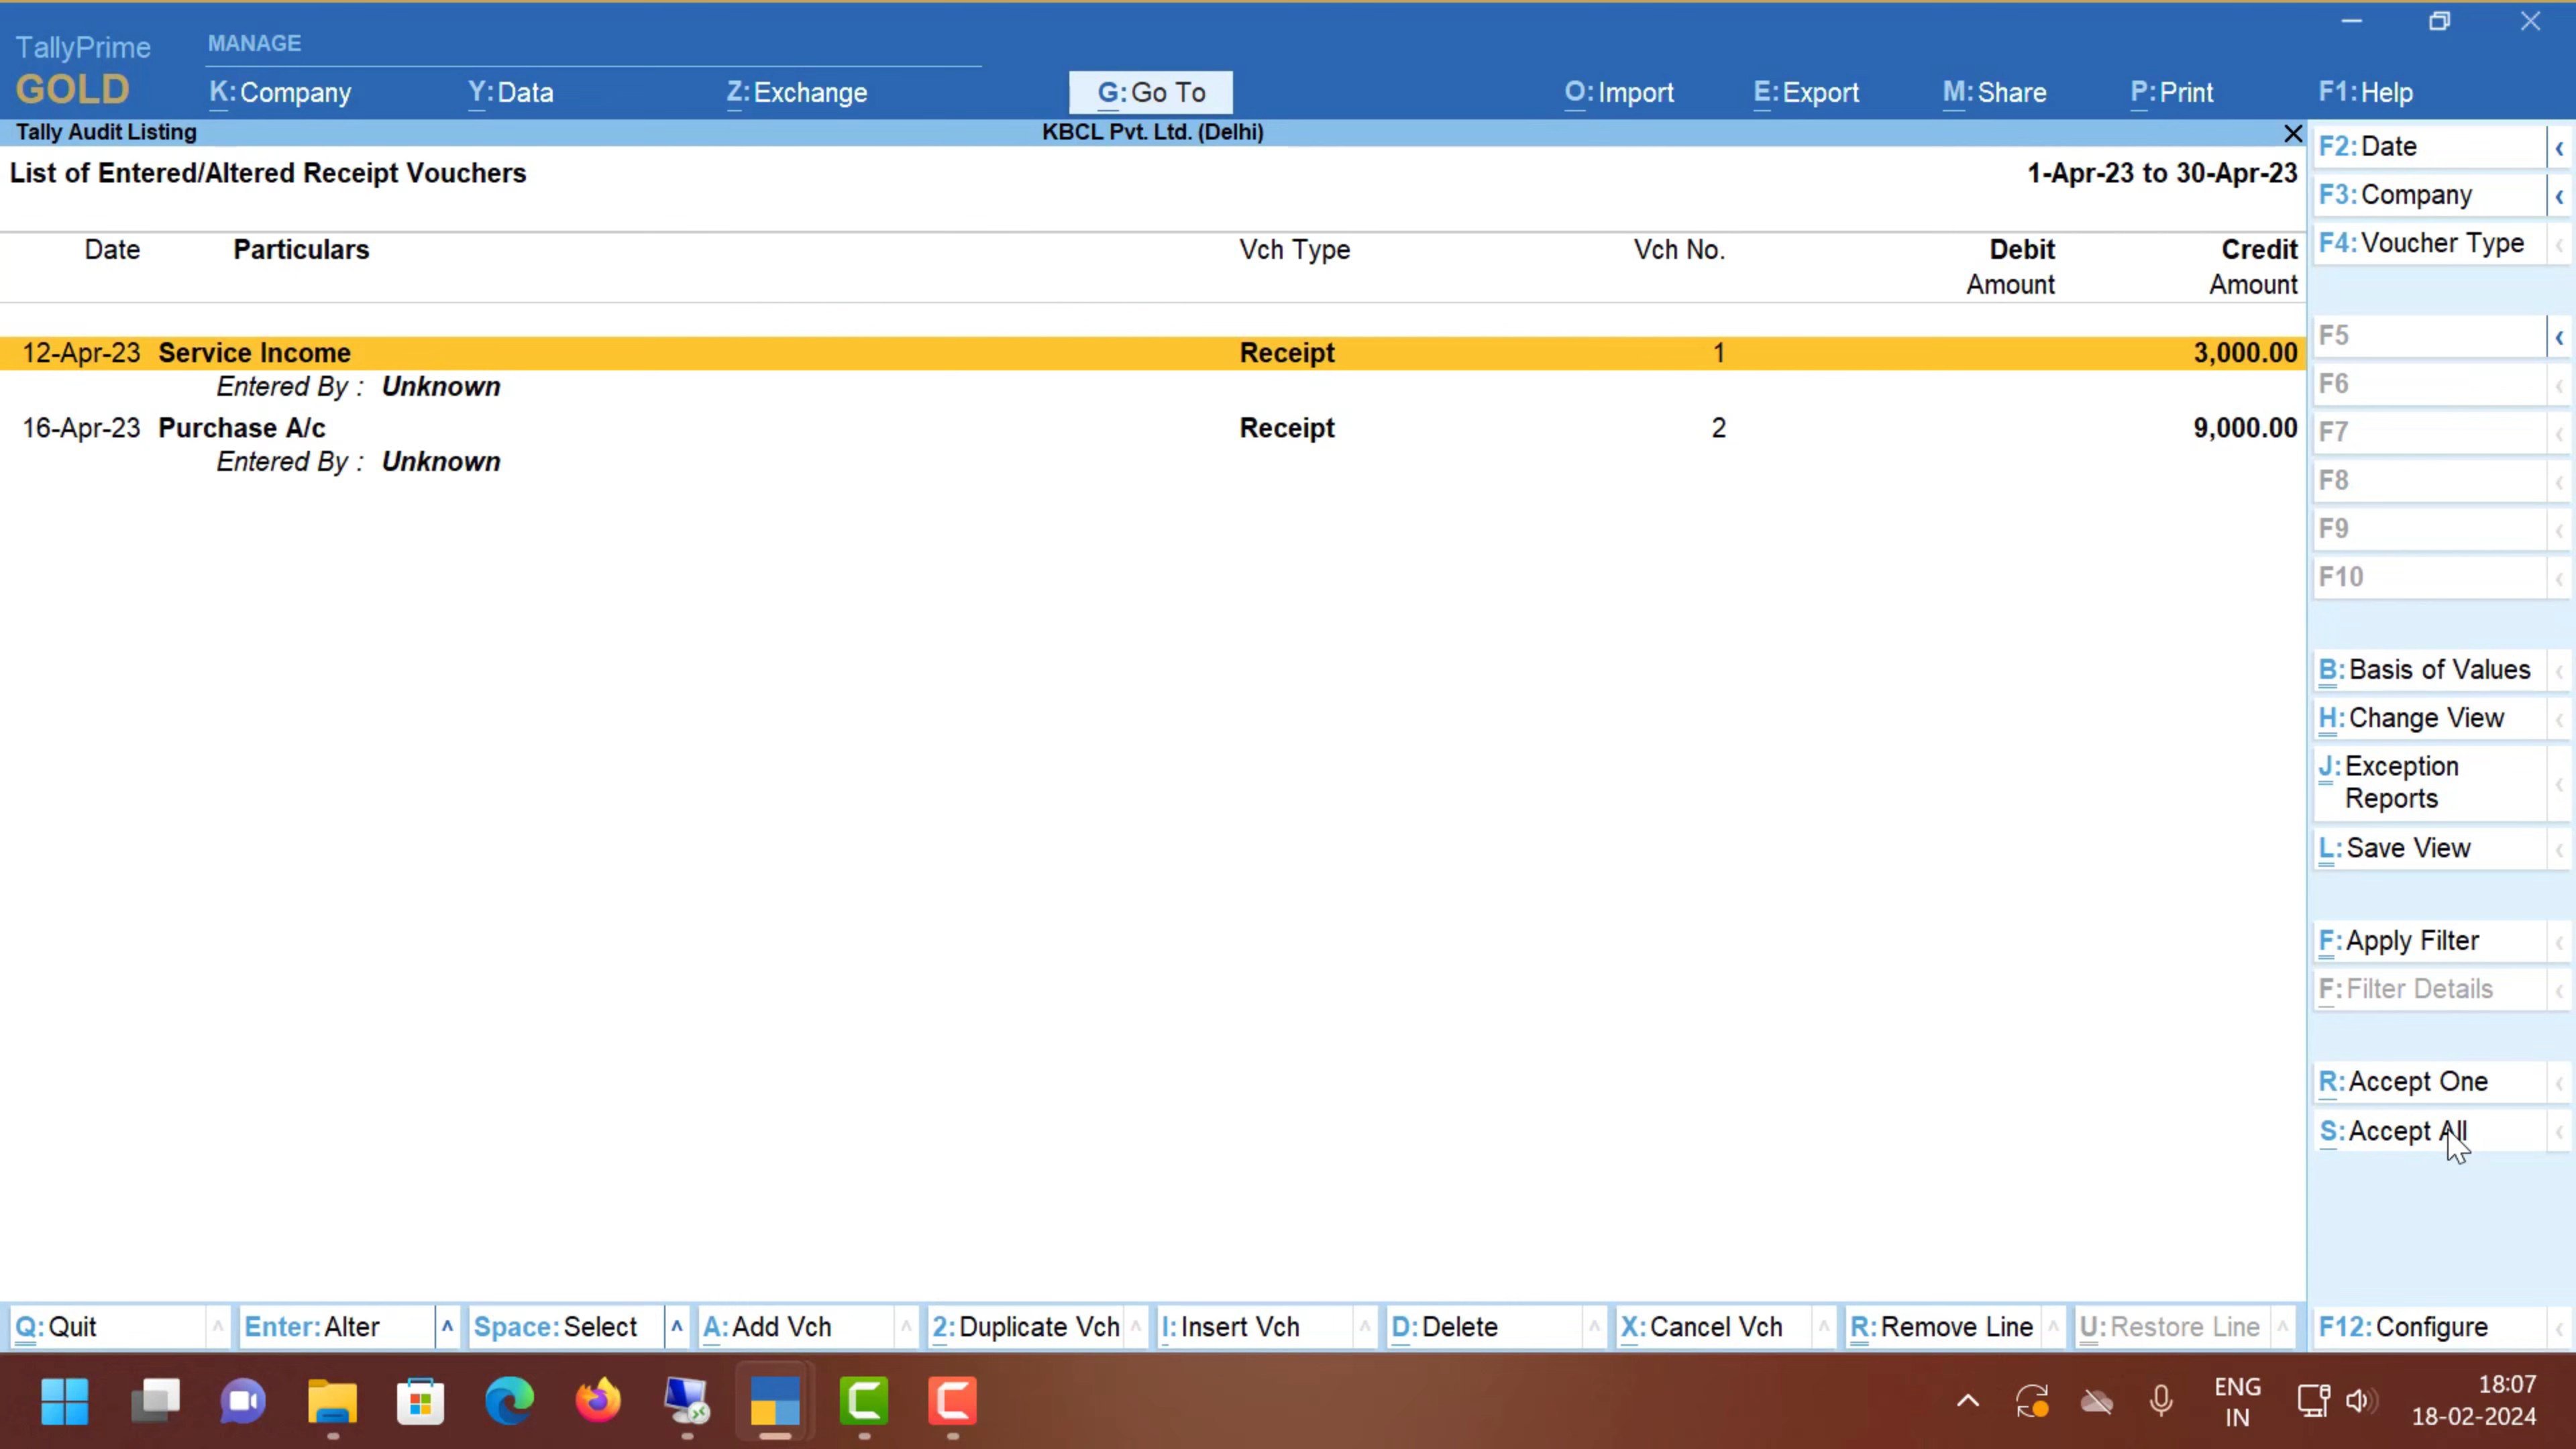 TallyPrime
GOLD
MANAGE
K: Company
Y: Data
Z: Exchange
G: Go To
O: Import
E: Export
M: Share
P: Print
F1: Help
Tally Audit Listing
KBCL Pvt. Ltd. (Delhi)
List of Entered/Altered Receipt Vouchers
1-Apr-23 to 30-Apr-23
Date Particulars Vch Type Vch No. Debit Credit
Amount Amount
12-Apr-23 Service Income Receipt 1 3,000.00
Entered By : Unknown
16-Apr-23 Purchase A/c Receipt 2 9,000.00
Entered By : Unknown
F2: Date
F3: Company
F4: Voucher Type
F5
F6
F7
F8
F9
F10
B: Basis of Values
H: Change View
J: Exception
Reports
L: Save View
F: Apply Filter
F: Filter Details
R: Accept One
S: Accept All
F12: Configure
Q: Quit
Enter: Alter
Space: Select
A: Add Vch
2: Duplicate Vch
I: Insert Vch
D: Delete
X: Cancel Vch
R: Remove Line
U: Restore Line
ENG
IN
18:07
18-02-2024